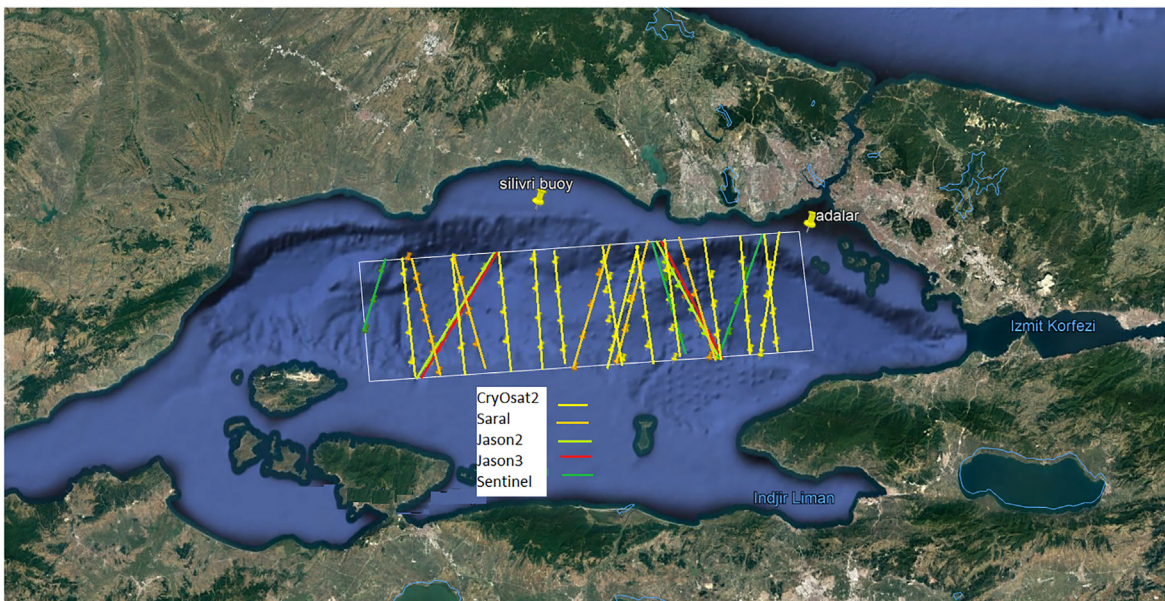 silivri buoy
adalar
Izmit Korfezi
CryOsat2
Saral
Jason2
Jason3
Sentinel
Indjir Liman